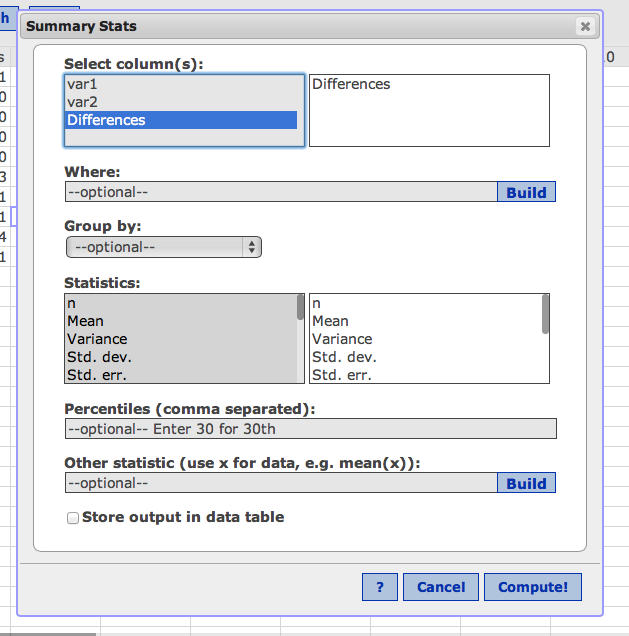 h
Summary Stats
s
.0
Select column(s):
var1
var2
Differences
Differences
1
0
0
0
0
3
1
1
4
1
Where:
--optional--
Build
Group by:
--optional--
Statistics:
n
Mean
Variance
Std. dev.
Std. err.
n
Mean
Variance
Std. dev.
Std. err.
Percentiles (comma separated):
--optional-- Enter 30 for 30th
Other statistic (use x for data, e.g. mean(x)):
--optional--
Build
Store output in data table
?
Cancel
Compute!